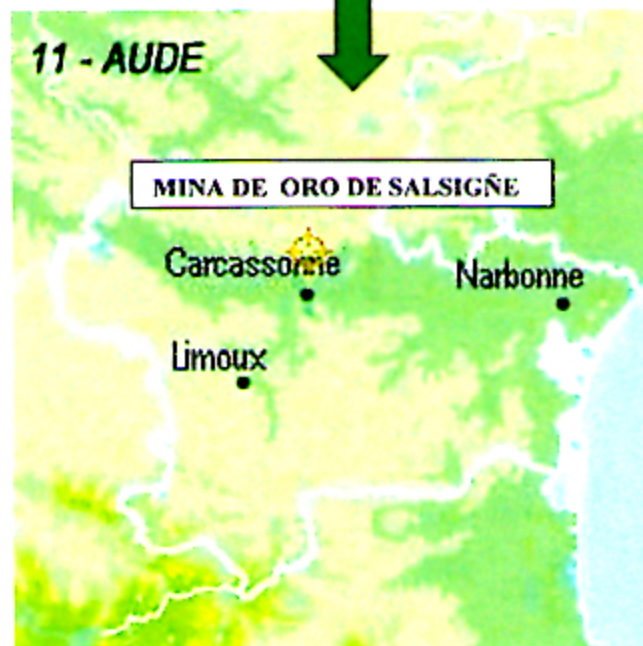 11 - AUDE
MINA DE ORO DE SALSIGÑE
Carcassonne
Narbonne
Limoux